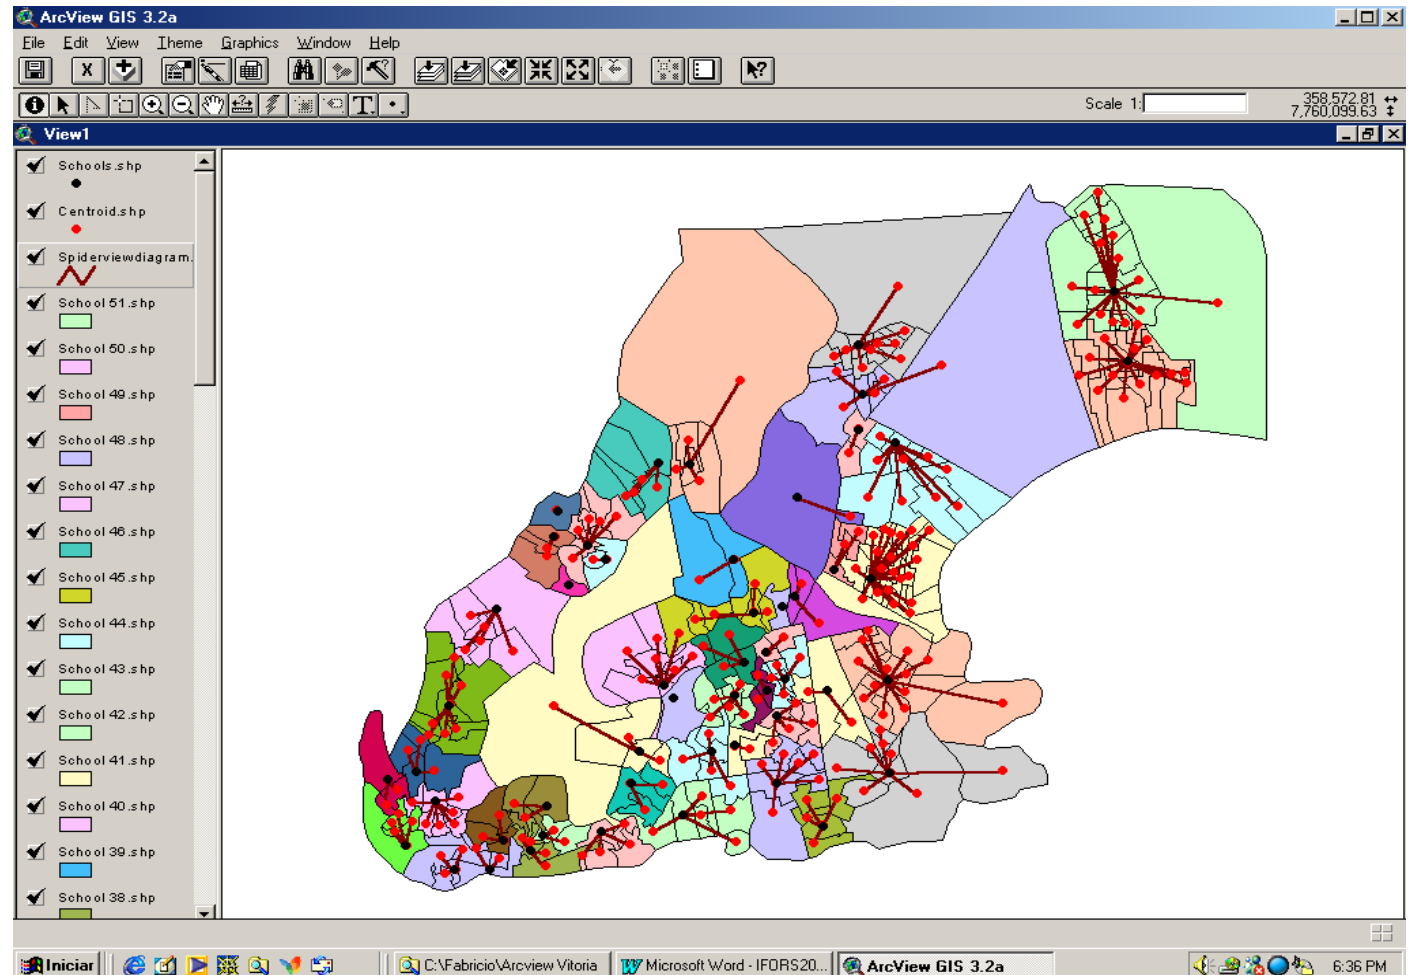 ArcView GIS 3.2a
File Edit View Theme Graphics Window Help
X
T
Scale 1:
358,572.81
7,760,099.63
View1
Schools.shp
Centroid.shp
Spiderviewdiagram.
School 51.shp
School 50.shp
School 49.shp
School 48.shp
School 47.shp
School 46.shp
School 45.shp
School 44.shp
School 43.shp
School 42.shp
School 41.shp
School 40.shp
School 39.shp
School 38.shp
Iniciar C:\Fabricio\Arcview Vitoria Microsoft Word - IFORS20... ArcView GIS 3.2a 6:36 PM